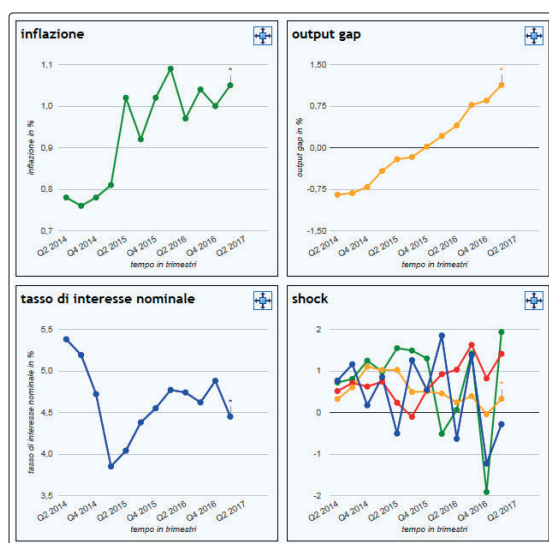 inflazione
1,1
1,0
0,9
0,8
0,7
inflazione in %
Q2 2014
Q4 2014
Q2 2015
Q4 2015
Q2 2016
Q4 2016
Q2 2017
tempo in trimestri
output gap
1,50
0,75
0,00
-0,75
-1,50
output gap in %
Q2 2014
Q4 2014
Q2 2015
Q4 2015
Q2 2016
Q4 2016
Q2 2017
tempo in trimestri
tasso di interesse nominale
5,5
5,0
4,5
4,0
3,5
tasso di interesse nominale in %
Q2 2014
Q4 2014
Q2 2015
Q4 2015
Q2 2016
Q4 2016
Q2 2017
tempo in trimestri
shock
2
1
0
-1
-2
Q2 2014
Q4 2014
Q2 2015
Q4 2015
Q2 2016
Q4 2016
Q2 2017
tempo in trimestri